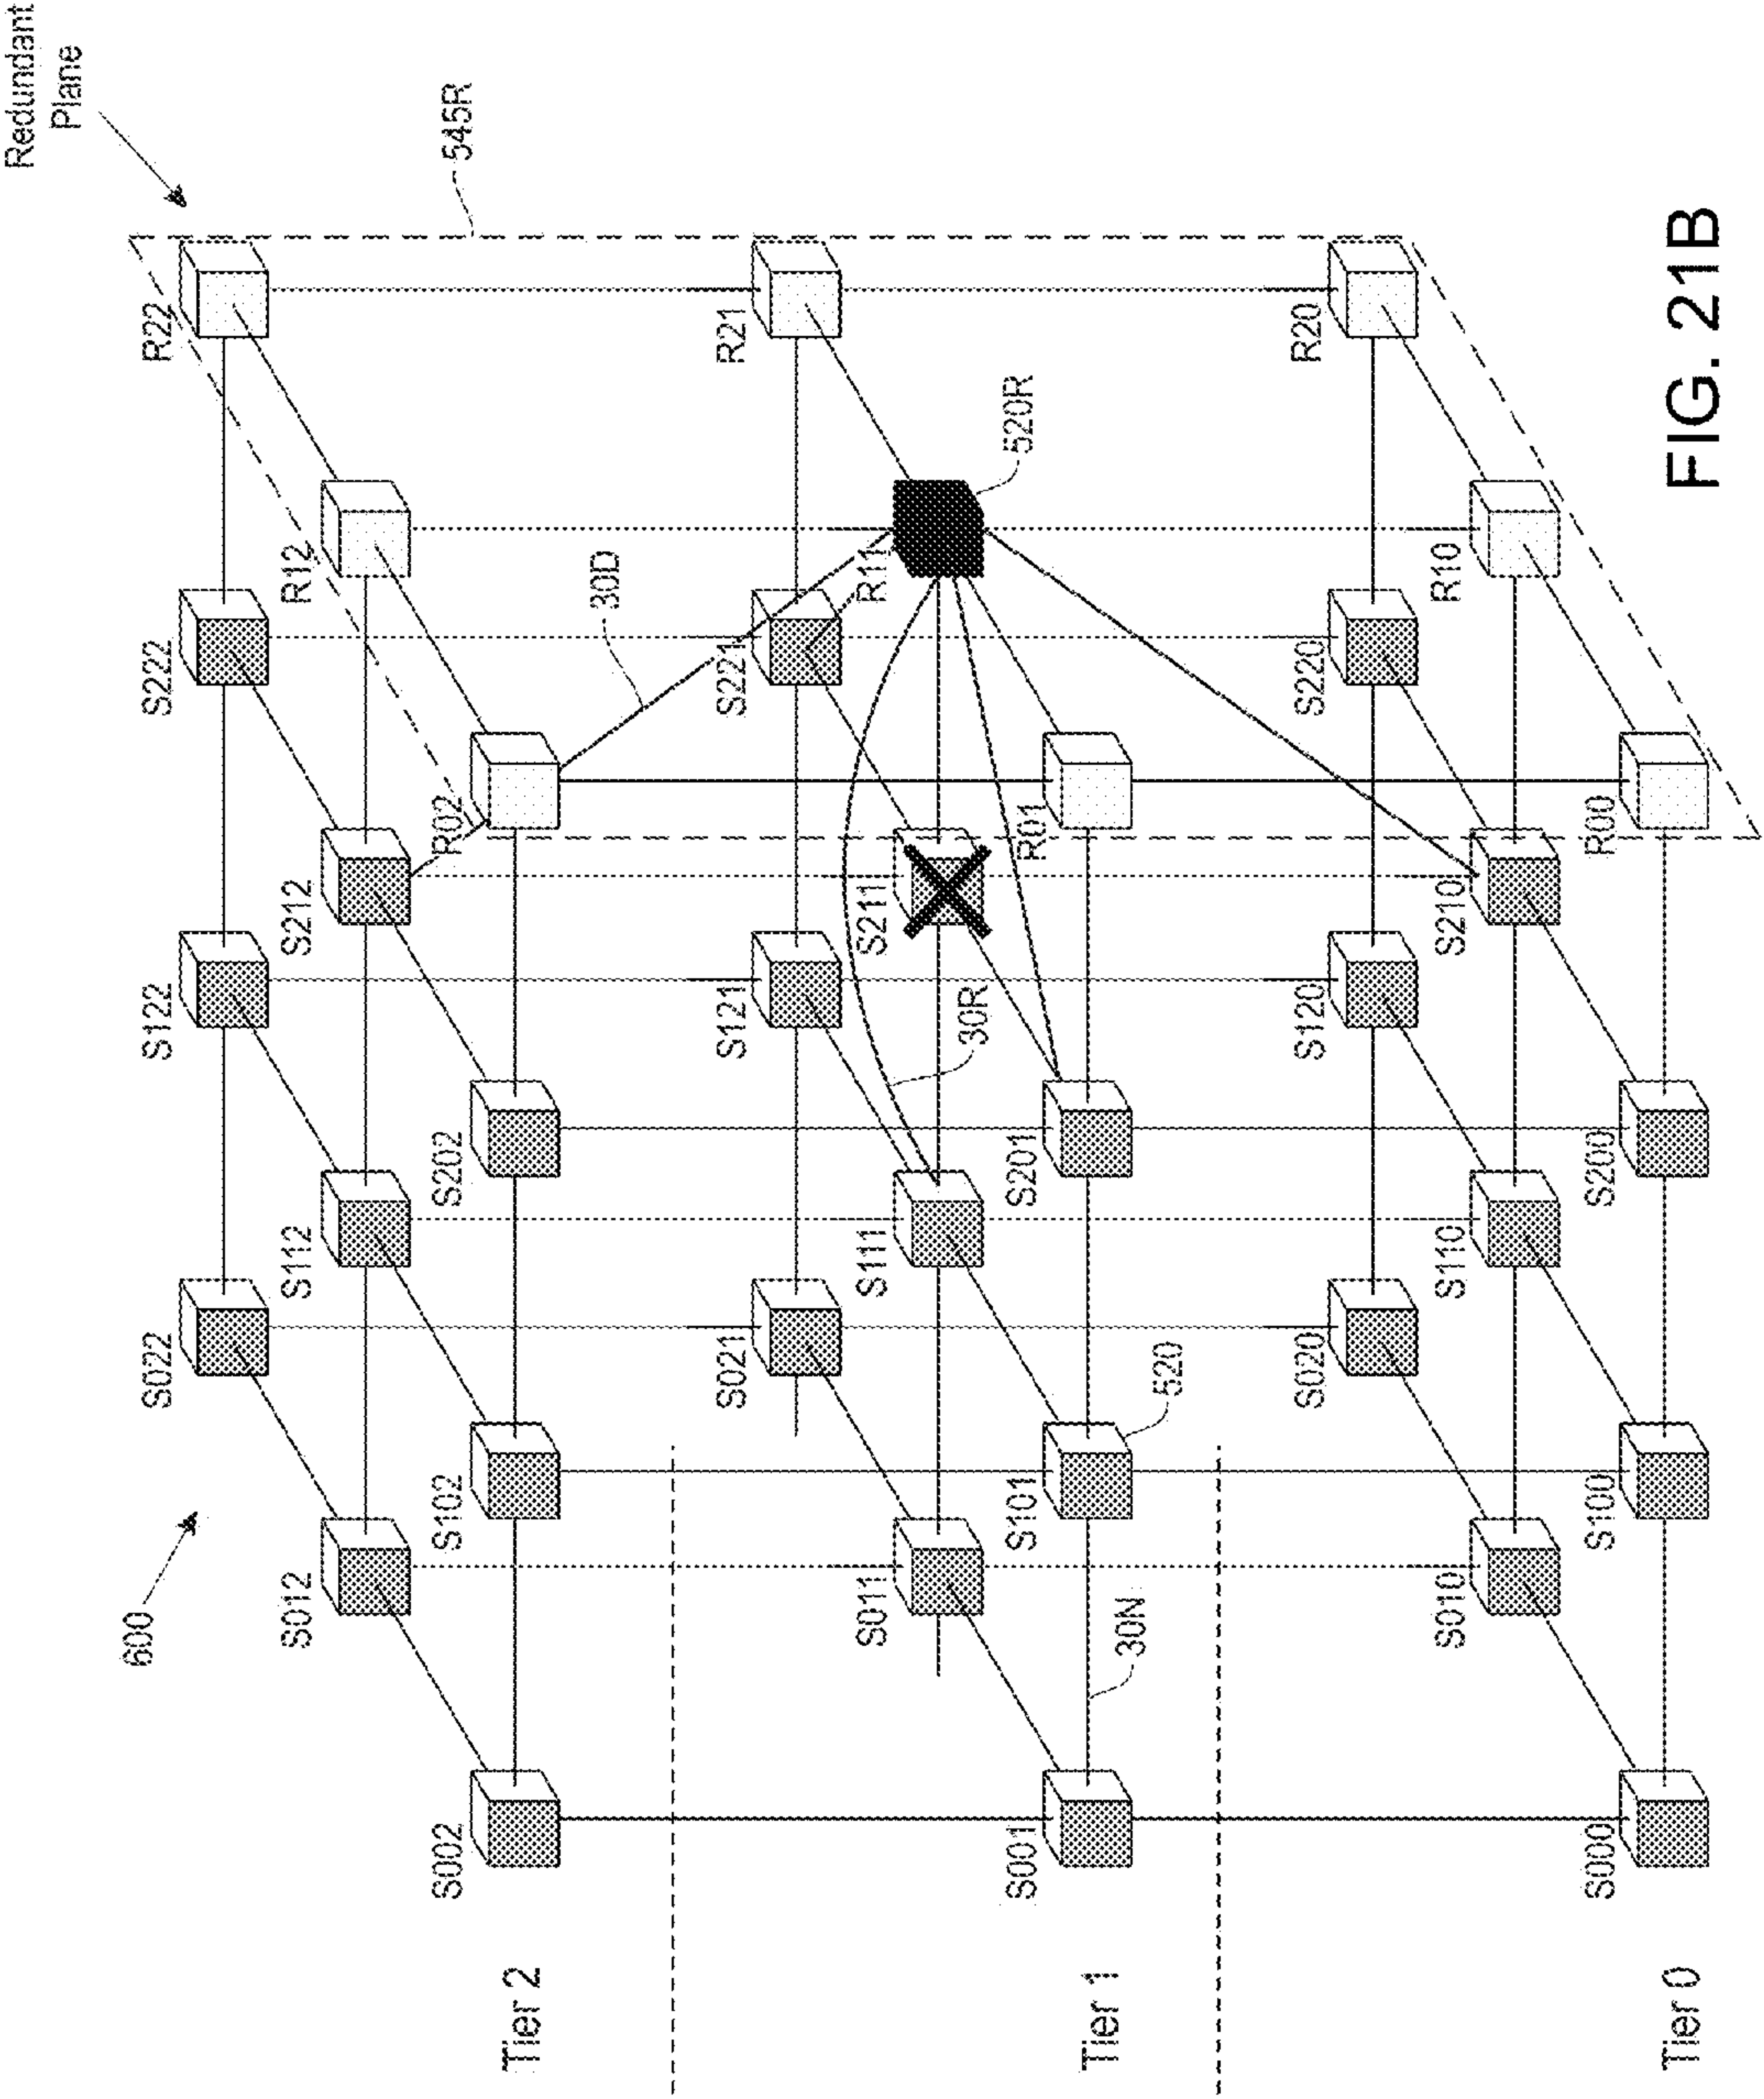 Redundant
Plane
600
545R
S022
S122
S222
R22
S012
S112
S212
R12
S002
S102
S202
R02
30D
Tier 2
S021
S121
S221
R21
S011
S111
S211
R11
30R
520R
S001
S101
S201
R01
30N
520
Tier 1
S020
S120
S220
R20
S010
S110
S210
R10
S000
S100
S200
R00
Tier 0
FIG. 21B